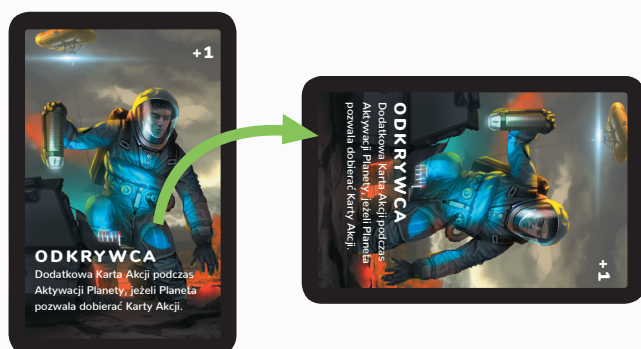 +1
ODKRYWCA
Dodatkowa Karta Akcji podczas
Aktywacji Planety, jeżeli Planeta
pozwala dobierać Karty Akcji.
+1
ODKRYWCA
Dodatkowa Karta Akcji podczas
Aktywacji Planety, jeżeli Planeta
pozwala dobierać Karty Akcji.